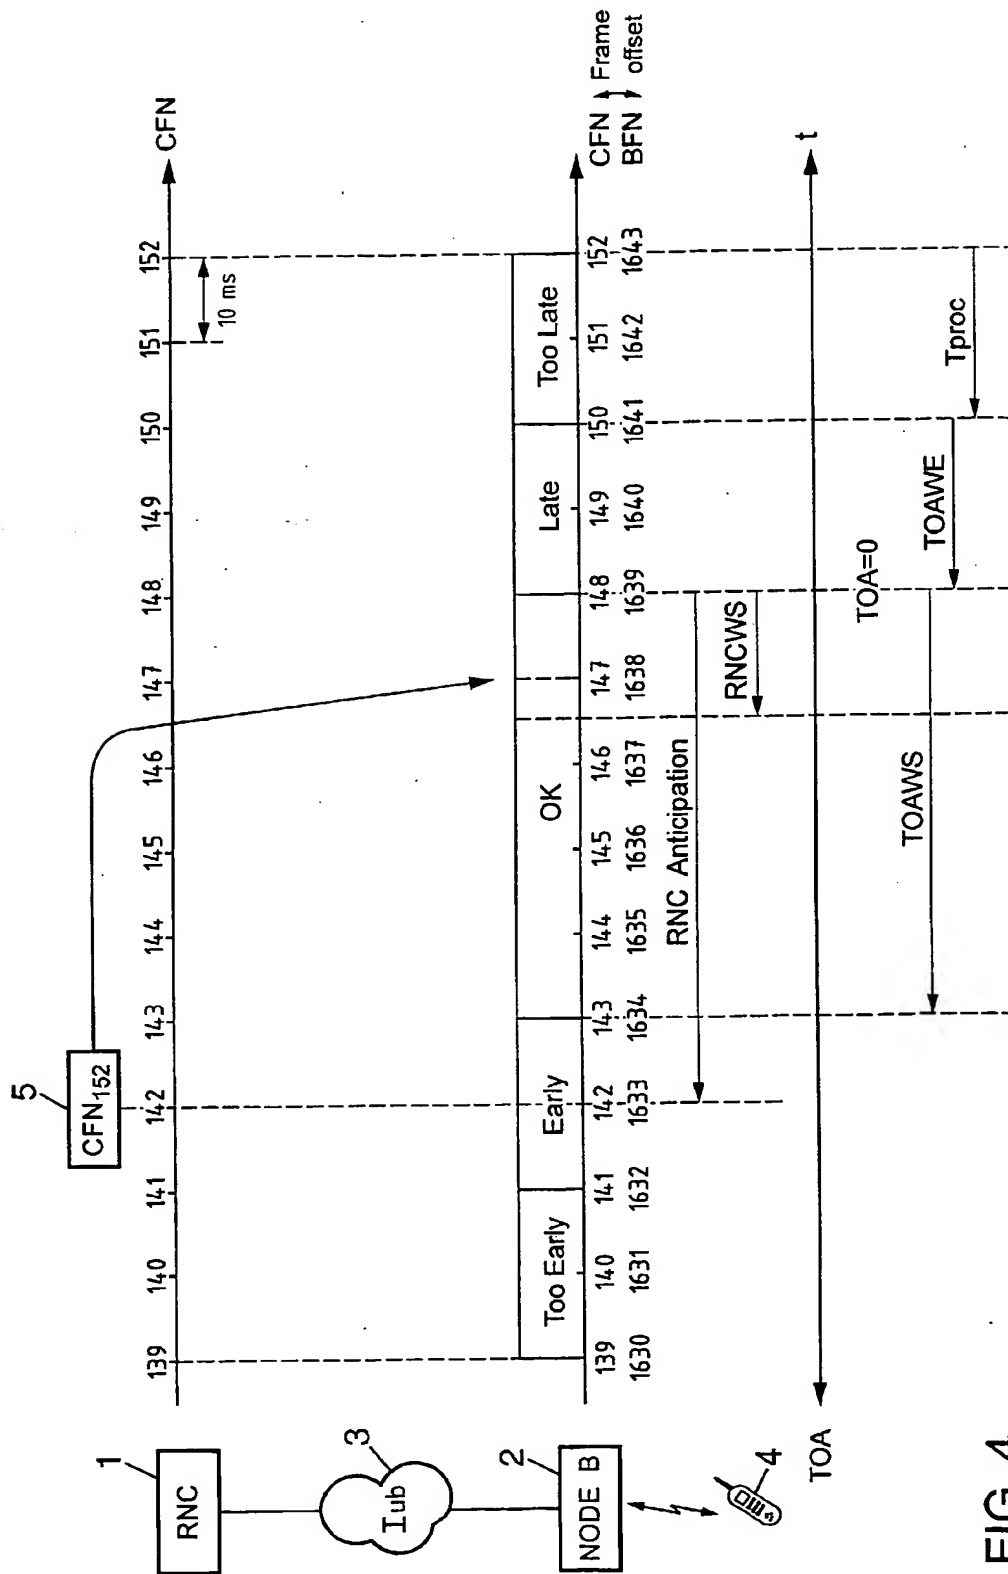 5
CFN152
CFN
139 140 141 142 143 144 145 146 147 148 149 150 151 152
10 ms
1
RNC
3
Iub
2
NODE B
4
Too Early
Early
OK
Late
Too Late
CFN
BFN
Frame
offset
139 140 141 142 143 144 145 146 147 148 149 150 151 152
1630 1631 1632 1633 1634 1635 1636 1637 1638 1639 1640 1641 1642 1643
RNC Anticipation
RNCWS
TOA
t
TOA=0
TOAWS
TOAWE
Tproc
FIG.4.